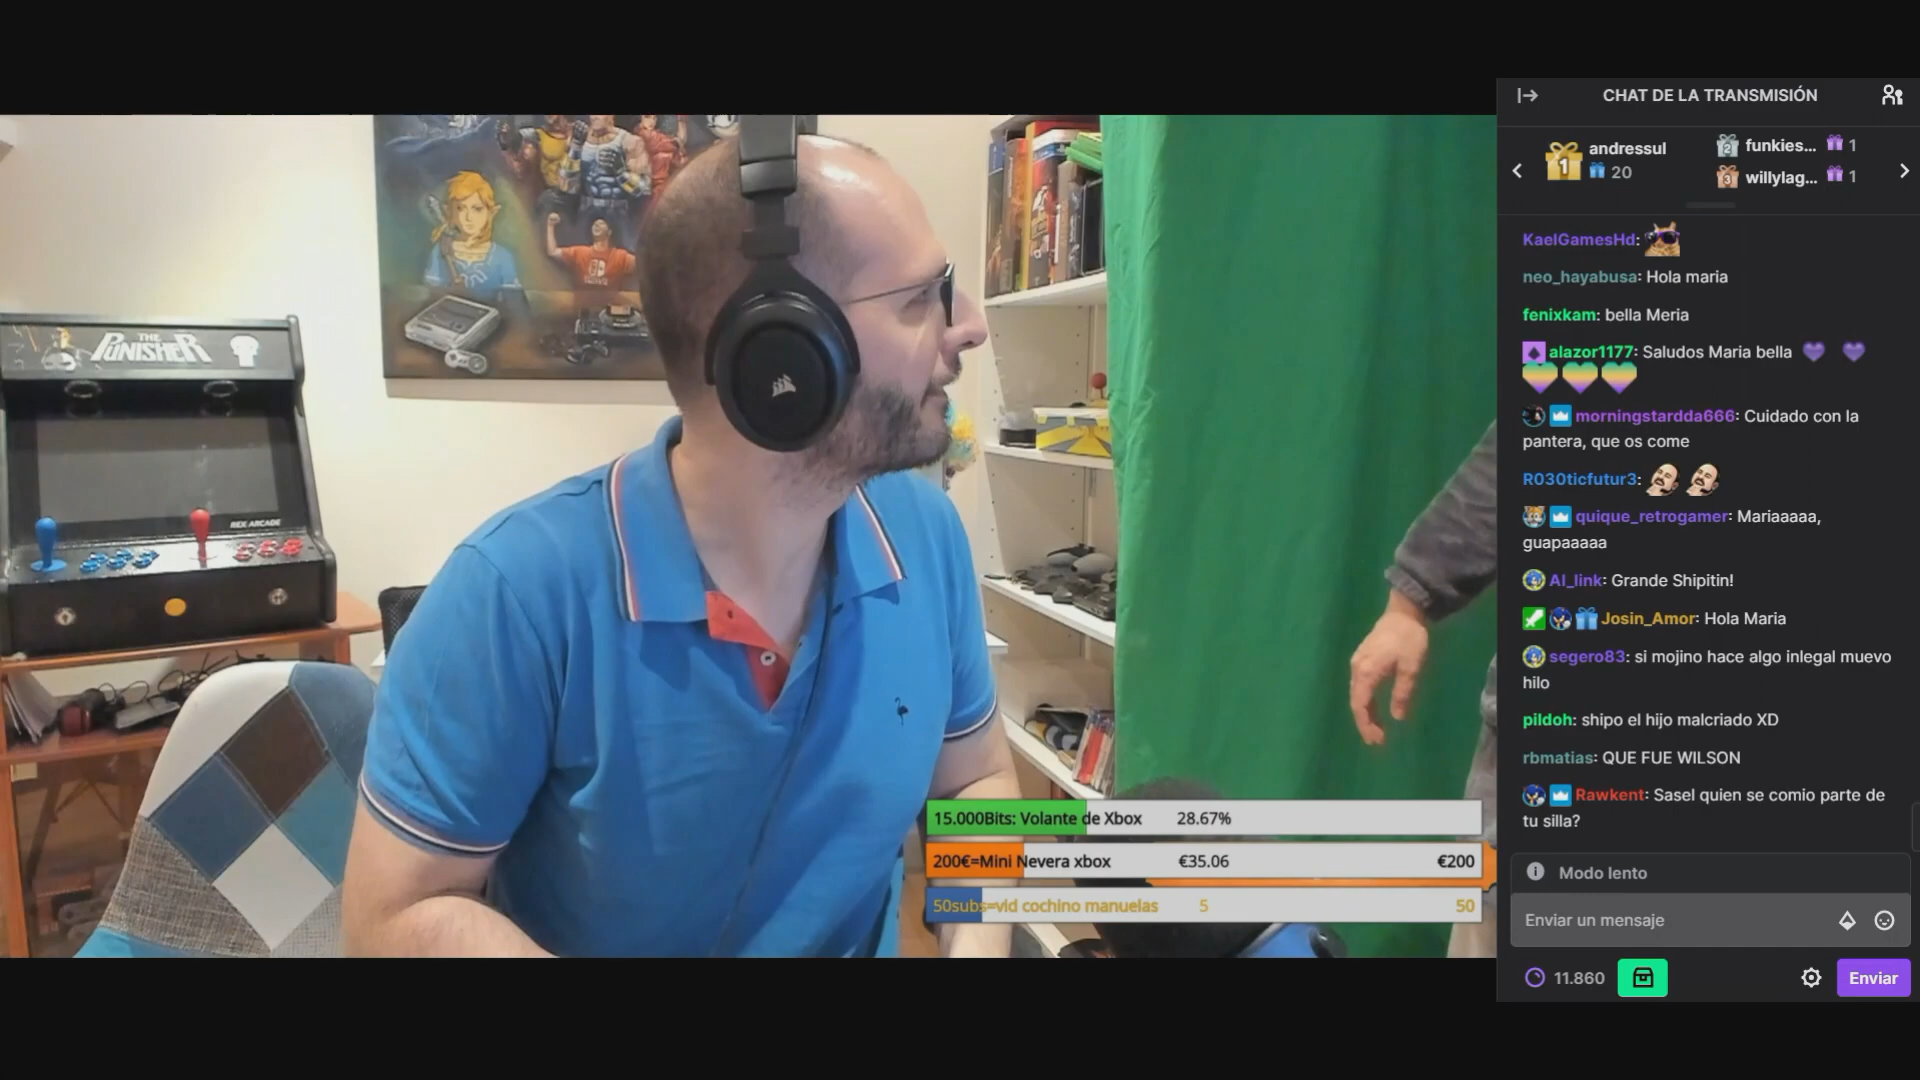 THE
PUNISHER
REX ARCADE
15.000Bits: Volante de Xbox 28.67%
200€=Mini Nevera xbox €35.06 €200
50subs=vid cochino manuelas 5 50
CHAT DE LA TRANSMISIÓN
1 andressul
20
2 funkies... 1
3 willylag... 1
KaelGamesHd:
neo_hayabusa: Hola maria
fenixkam: bella Meria
alazor1177: Saludos Maria bella
morningstardda666: Cuidado con la
pantera, que os come
R030ticfutur3:
quique_retrogamer: Mariaaaaa,
guapaaaaa
Al_link: Grande Shipitin!
Josin_Amor: Hola Maria
segero83: si mojino hace algo inlegal muevo
hilo
pildoh: shipo el hijo malcriado XD
rbmatias: QUE FUE WILSON
Rawkent: Sasel quien se comio parte de
tu silla?
Modo lento
Enviar un mensaje
11.860
Enviar